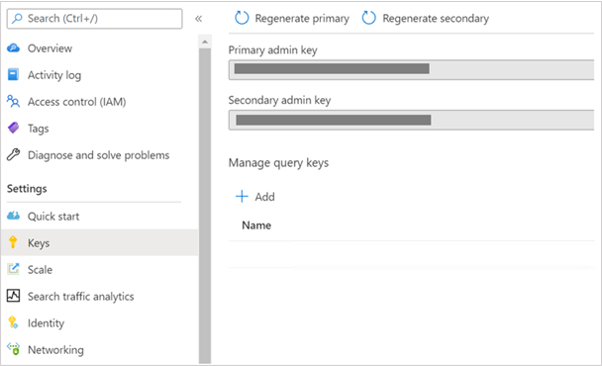 Search (Ctrl+/)
«
Overview
Activity log
Access control (IAM)
Tags
Diagnose and solve problems
Settings
Quick start
Keys
Scale
Search traffic analytics
Identity
Networking
Regenerate primary
Regenerate secondary
Primary admin key
Secondary admin key
Manage query keys
+ Add
Name